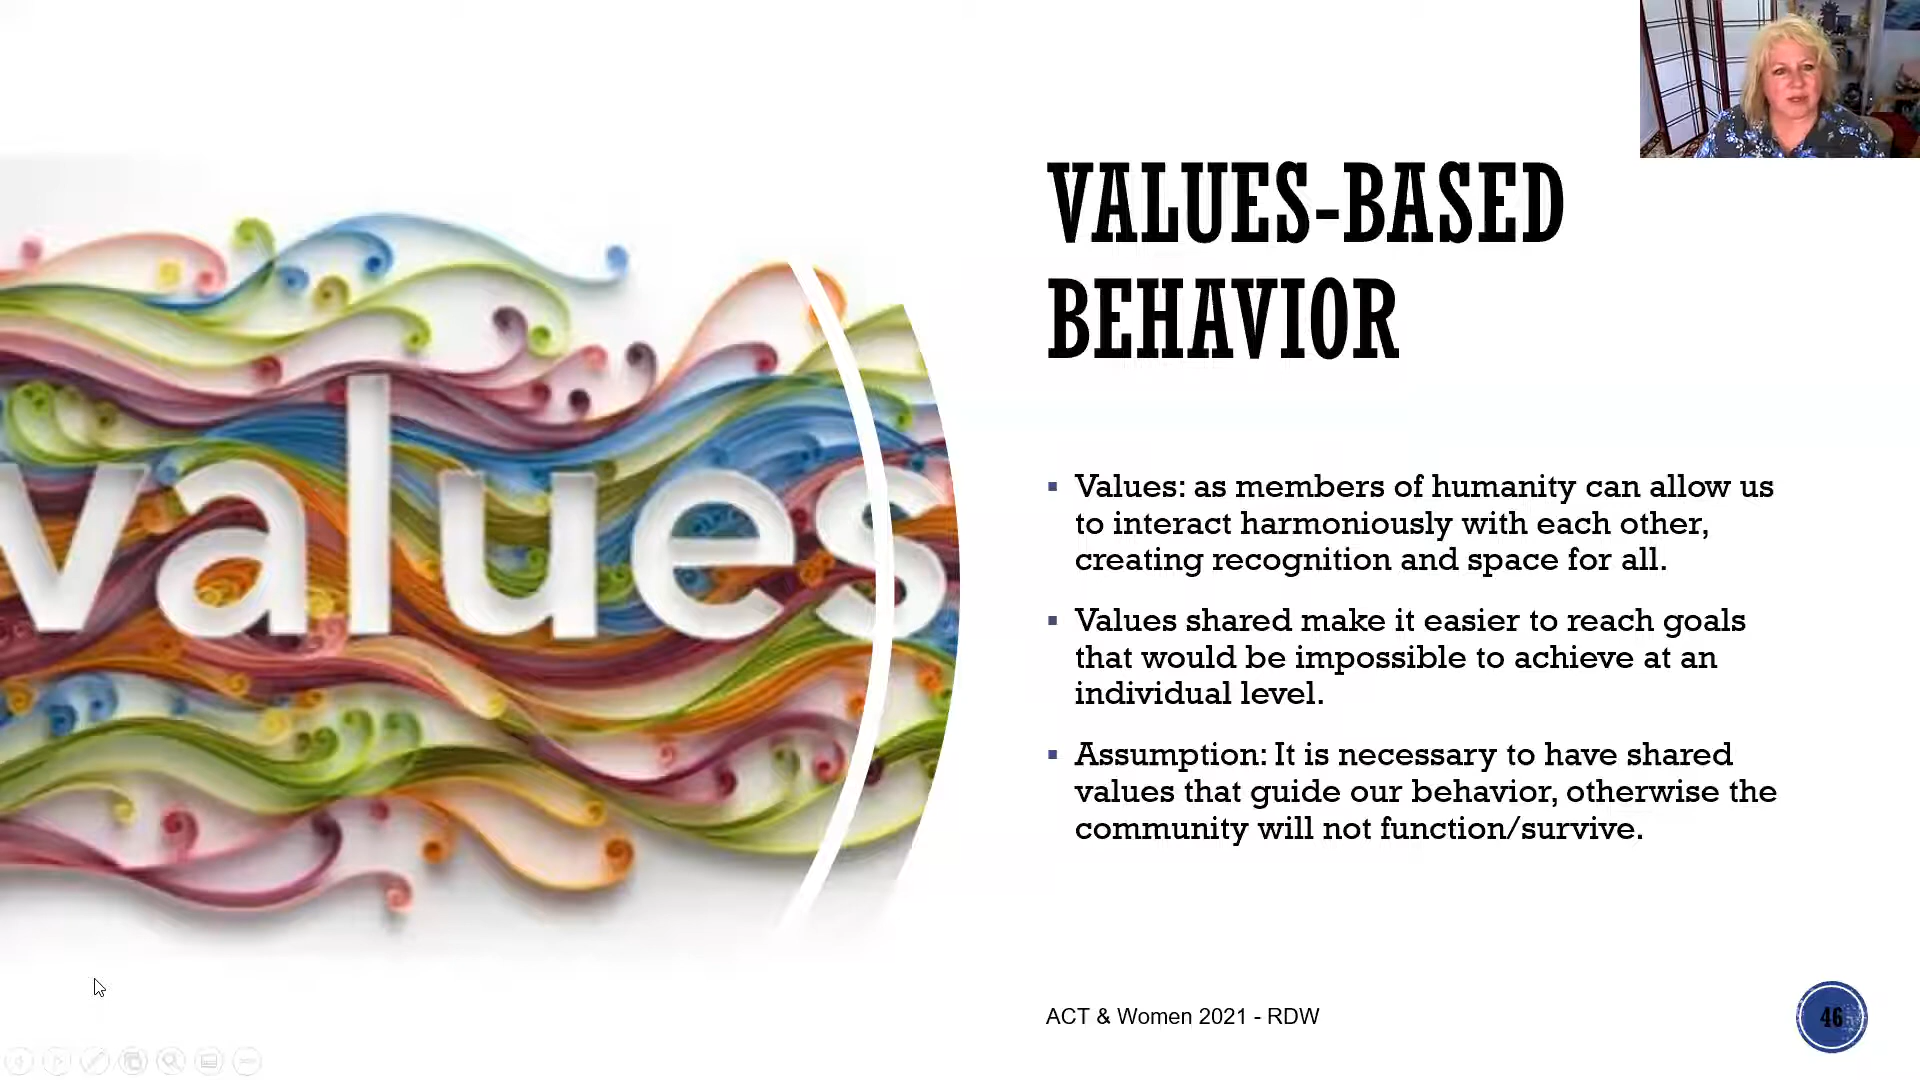 values
VALUES-BASED
BEHAVIOR
Values: as members of humanity can allow us
to interact harmoniously with each other,
creating recognition and space for all.
Values shared make it easier to reach goals
that would be impossible to achieve at an
individual level.
Assumption: It is necessary to have shared
values that guide our behavior, otherwise the
community will not function/survive.
ACT & Women 2021 - RDW
46